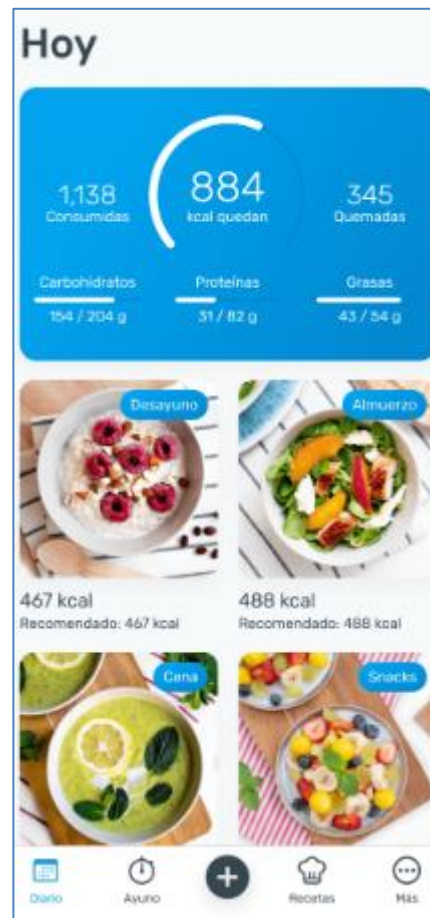 Hoy
1,138
Consumidas
884
kcal quedan
345
Quemadas
Carbohidratos
154 / 204 g
Proteínas
31 / 82 g
Grasas
43 / 54 g
Desayuno
467 kcal
Recomendado: 467 kcal
Almuerzo
488 kcal
Recomendado: 488 kcal
Cena
Snacks
Diario
Ayuno
Recetas
Más